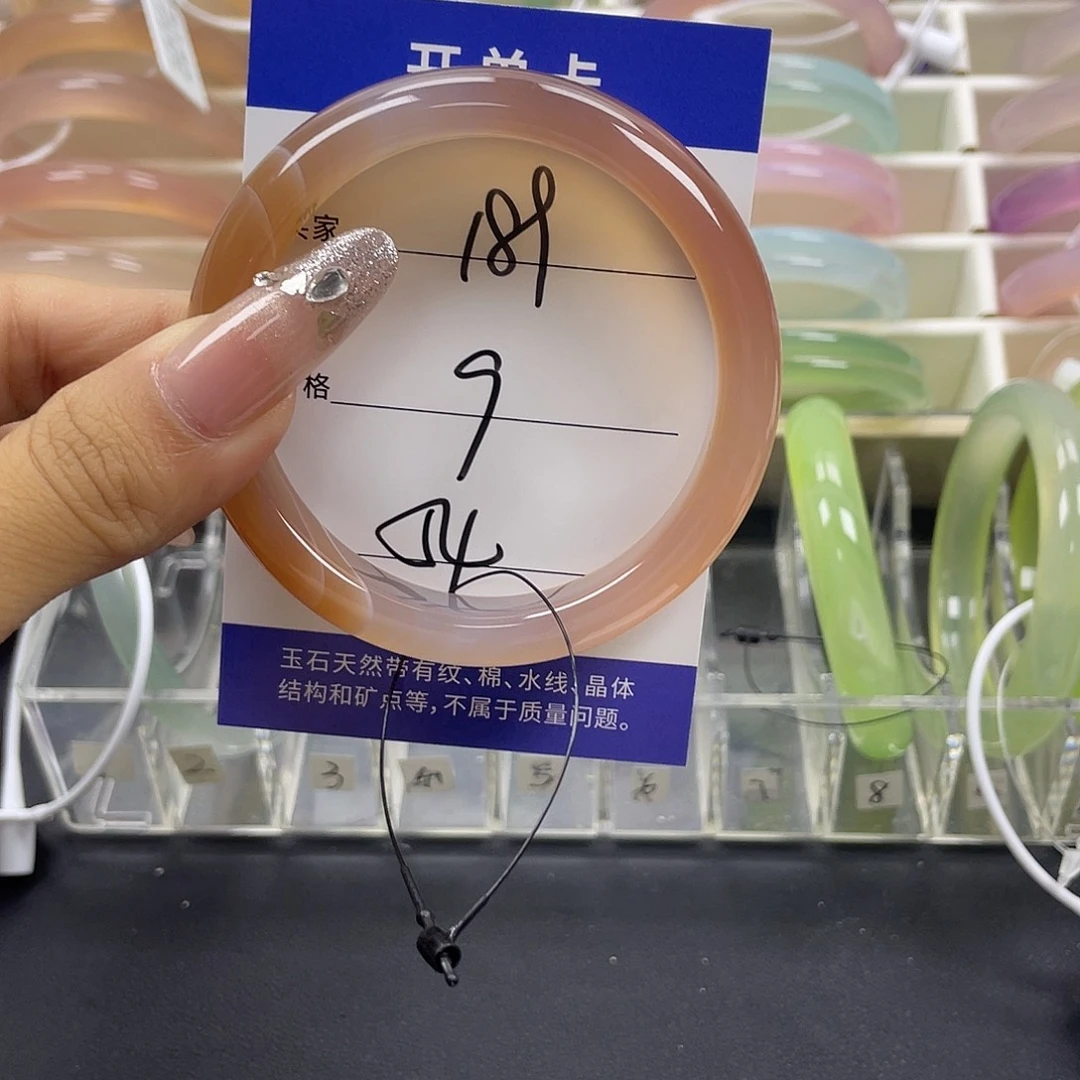 开单卡
家 189
格 9
54
玉石天然带有纹、棉、水线、晶体
结构和矿点等,不属于质量问题。
2
3
5
8